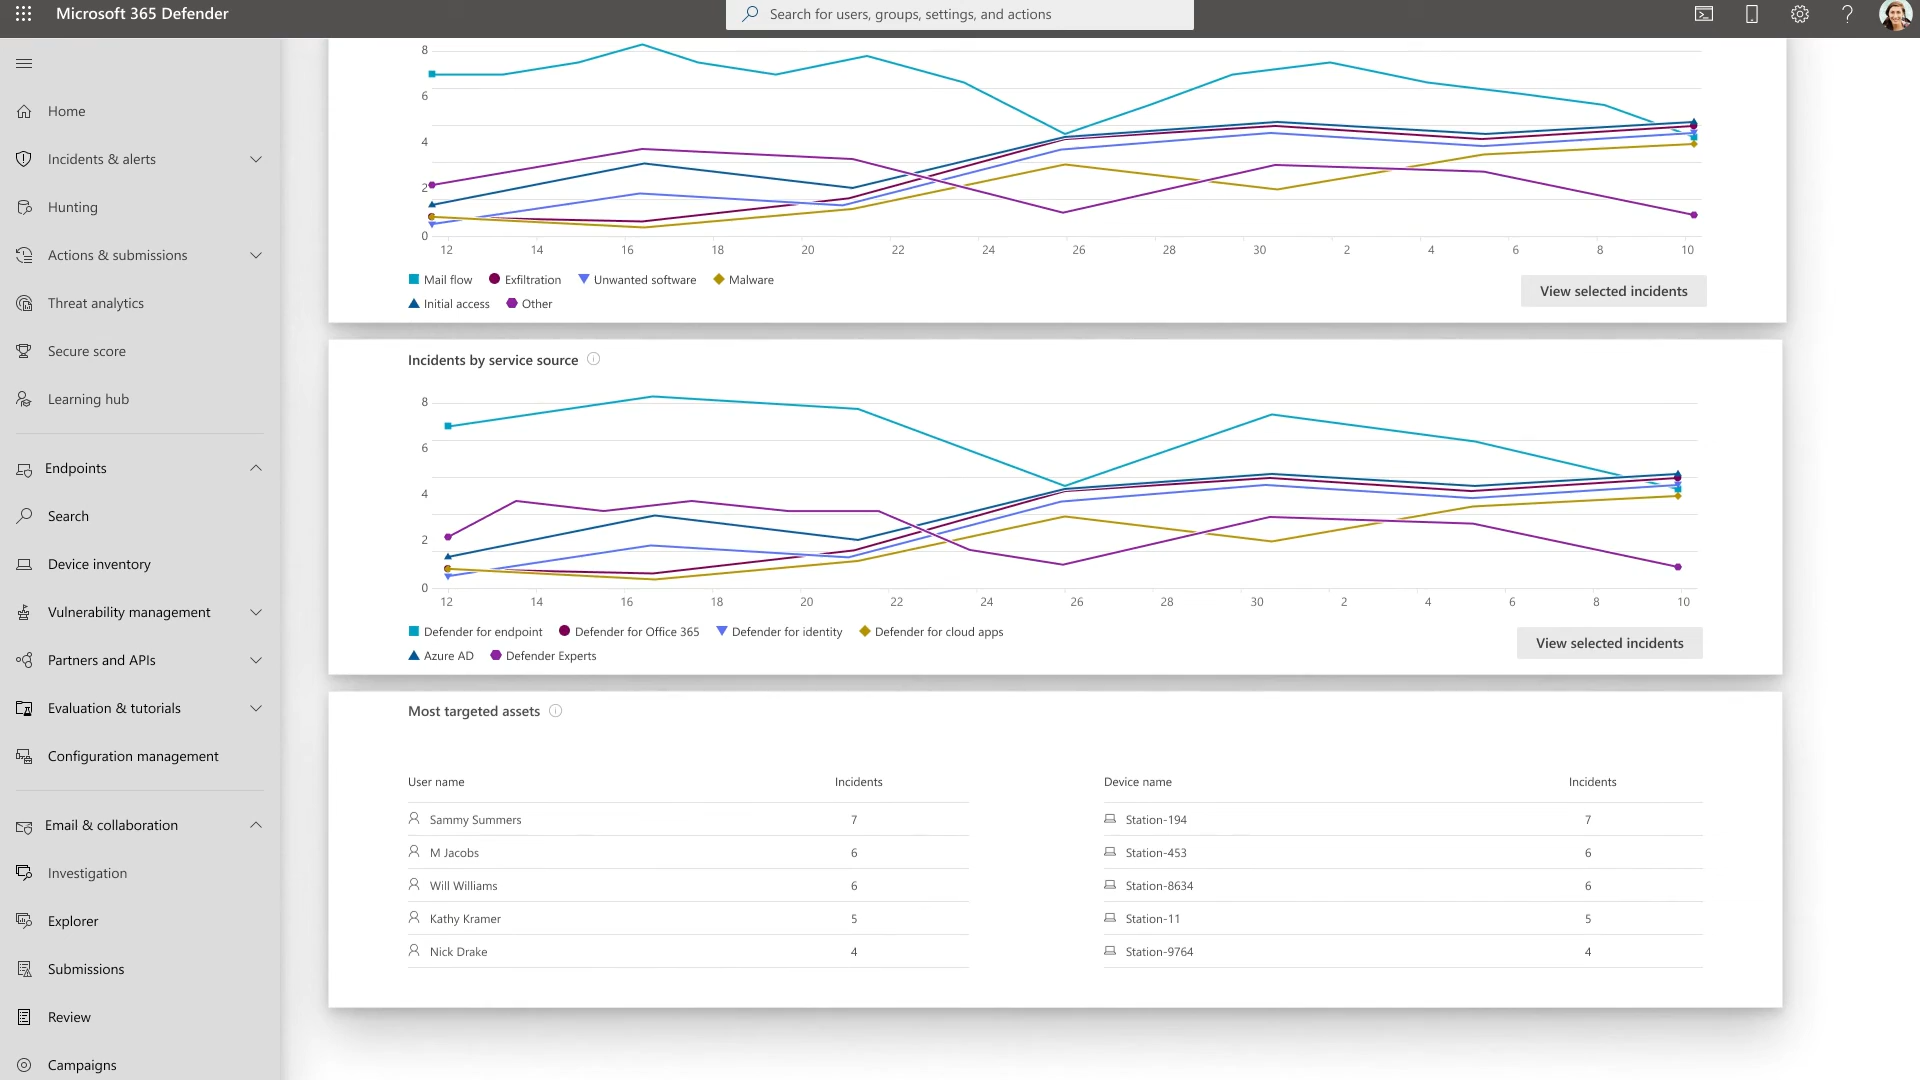 Microsoft 365 Defender
Search for users, groups, settings, and actions
Home
Incidents & alerts
Hunting
Actions & submissions
Threat analytics
Secure score
Learning hub
Endpoints
Search
Device inventory
Vulnerability management
Partners and APIs
Evaluation & tutorials
Configuration management
Email & collaboration
Investigation
Explorer
Submissions
Review
Campaigns
8
6
4
2
0
12 14 16 18 20 22 24 26 28 30 2 4 6 8 10
Mail flow Exfiltration Unwanted software Malware
Initial access Other
View selected incidents
Incidents by service source
8
6
4
2
0
12 14 16 18 20 22 24 26 28 30 2 4 6 8 10
Defender for endpoint Defender for Office 365 Defender for identity Defender for cloud apps
Azure AD Defender Experts
View selected incidents
Most targeted assets
User name Incidents
Sammy Summers 7
M Jacobs 6
Will Williams 6
Kathy Kramer 5
Nick Drake 4
Device name Incidents
Station-194 7
Station-453 6
Station-8634 6
Station-11 5
Station-9764 4